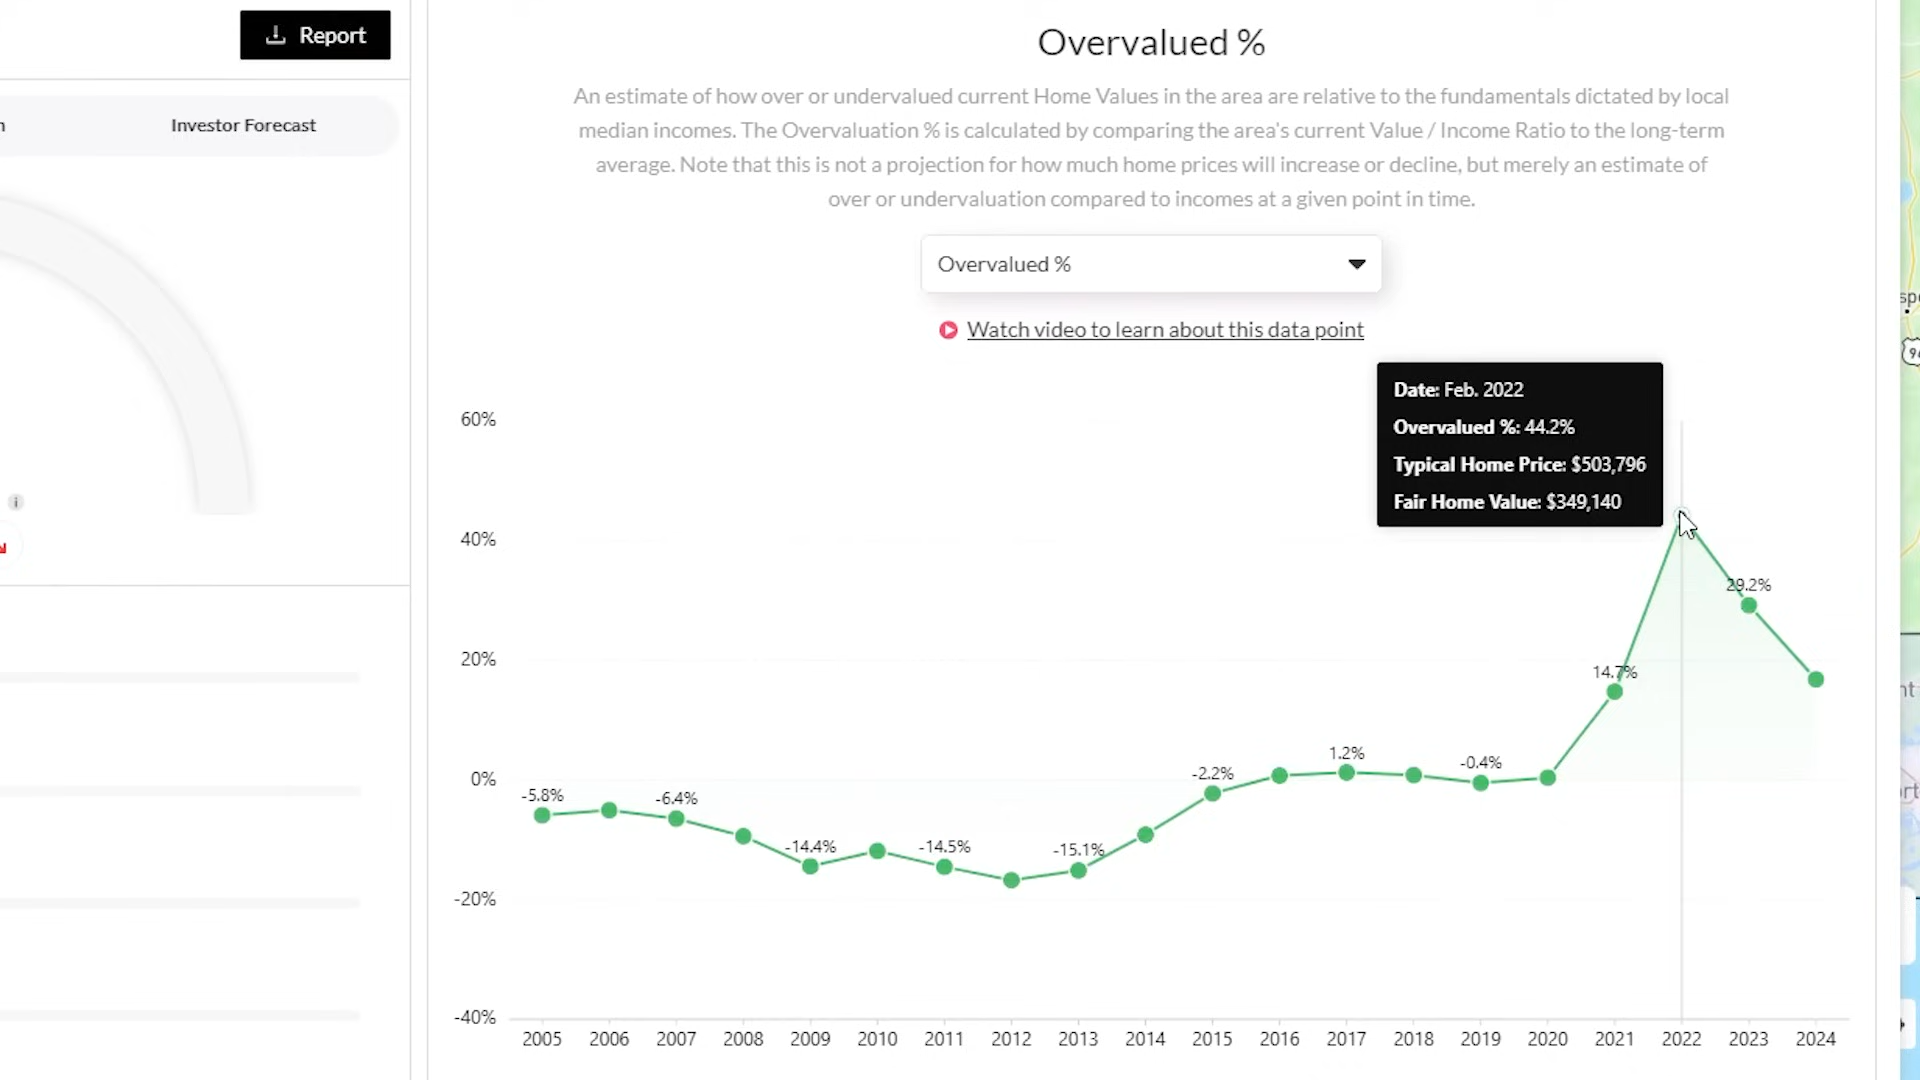 Report
Investor Forecast
Overvalued %
An estimate of how over or undervalued current Home Values in the area are relative to the fundamentals dictated by local
median incomes. The Overvaluation % is calculated by comparing the area's current Value / Income Ratio to the long-term
average. Note that this is not a projection for how much home prices will increase or decline, but merely an estimate of
over or undervaluation compared to incomes at a given point in time.
Overvalued %
Watch video to learn about this data point
Date: Feb. 2022
Overvalued %: 44.2%
Typical Home Price: $503,796
Fair Home Value: $349,140
60%
40%
20%
0%
-20%
-40%
-5.8%
-6.4%
-14.4%
-14.5%
-15.1%
-2.2%
1.2%
-0.4%
14.7%
29.2%
2005 2006 2007 2008 2009 2010 2011 2012 2013 2014 2015 2016 2017 2018 2019 2020 2021 2022 2023 2024